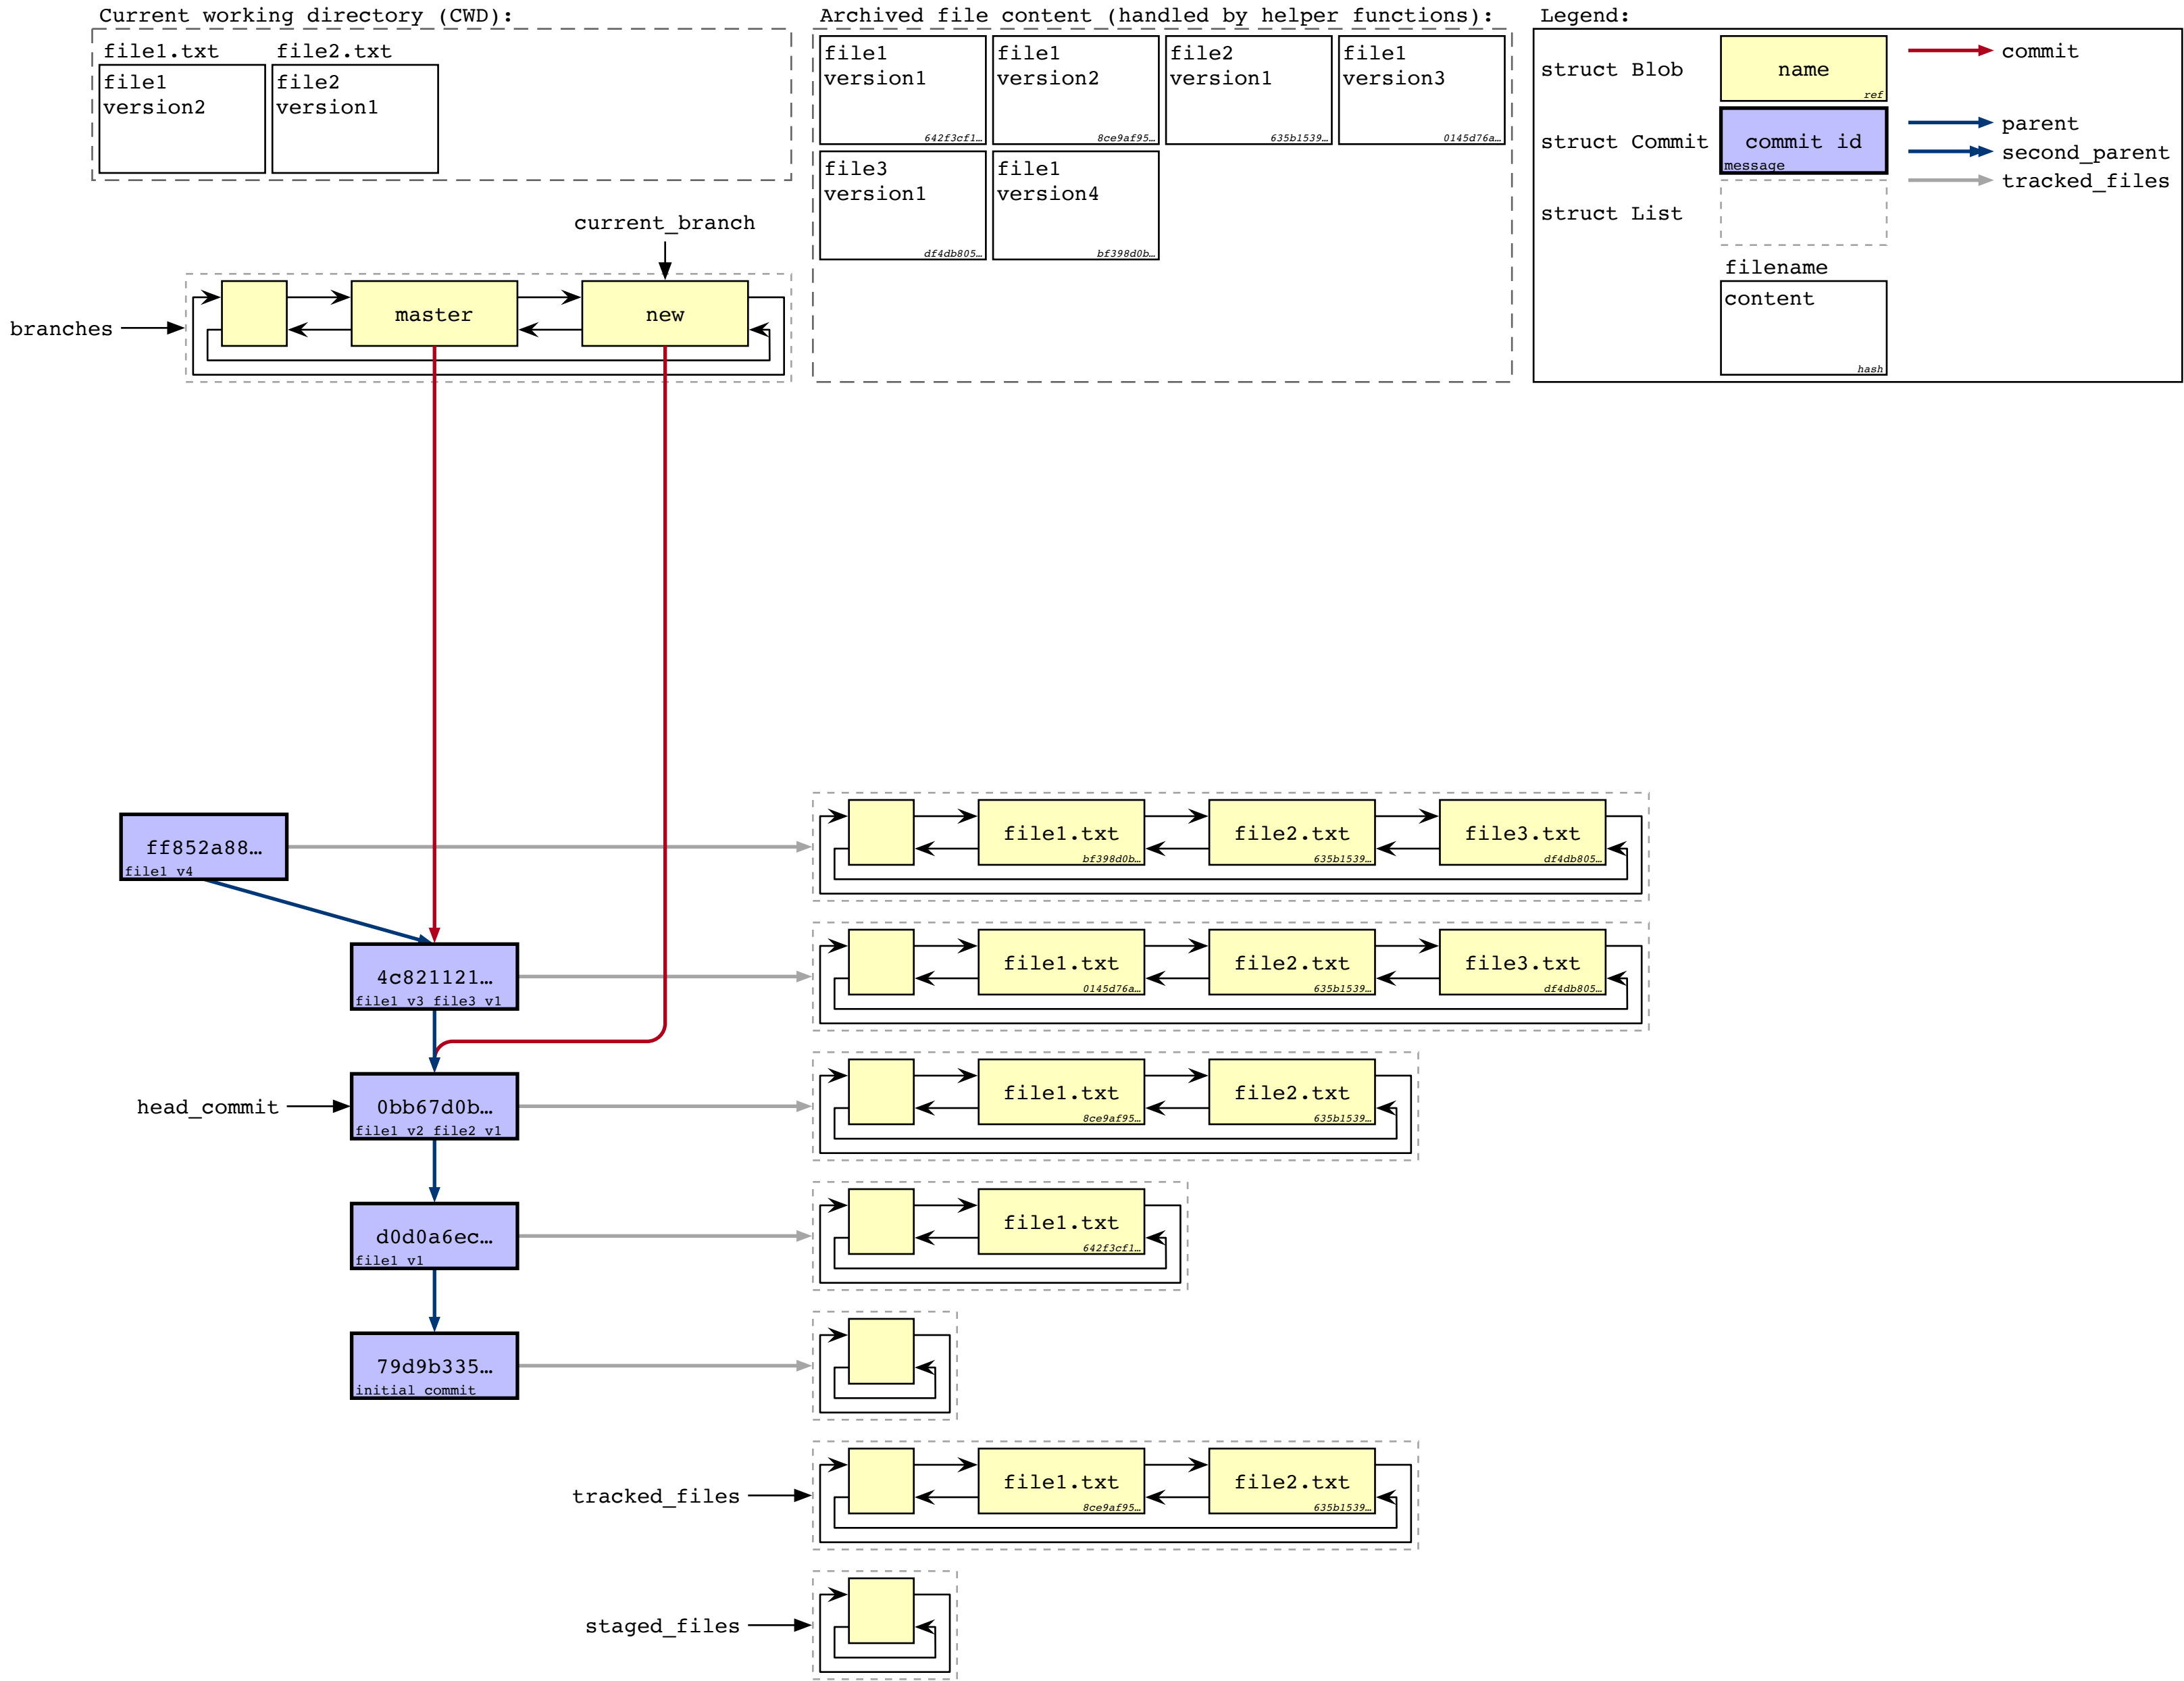 Current working directory (CWD):
file1.txt
file2.txt
file1
version2
file2
version1
Archived file content (handled by helper functions):
file1
version1
642f3cf1…
file1
version2
8ce9af95…
file2
version1
635b1539…
file1
version3
0145d76a…
file3
version1
df4db805…
file1
version4
bf398d0b…
Legend:
struct Blob
name
ref
struct Commit
commit id
message
struct List
filename
content
hash
commit
parent
second_parent
tracked_files
current_branch
branches
master
new
ff852a88…
file1 v4
file1.txt
bf398d0b…
file2.txt
635b1539…
file3.txt
df4db805…
4c821121…
file1 v3 file3 v1
file1.txt
0145d76a…
file2.txt
635b1539…
file3.txt
df4db805…
head_commit
0bb67d0b…
file1 v2 file2 v1
file1.txt
8ce9af95…
file2.txt
635b1539…
d0d0a6ec…
file1 v1
file1.txt
642f3cf1…
79d9b335…
initial commit
tracked_files
file1.txt
8ce9af95…
file2.txt
635b1539…
staged_files